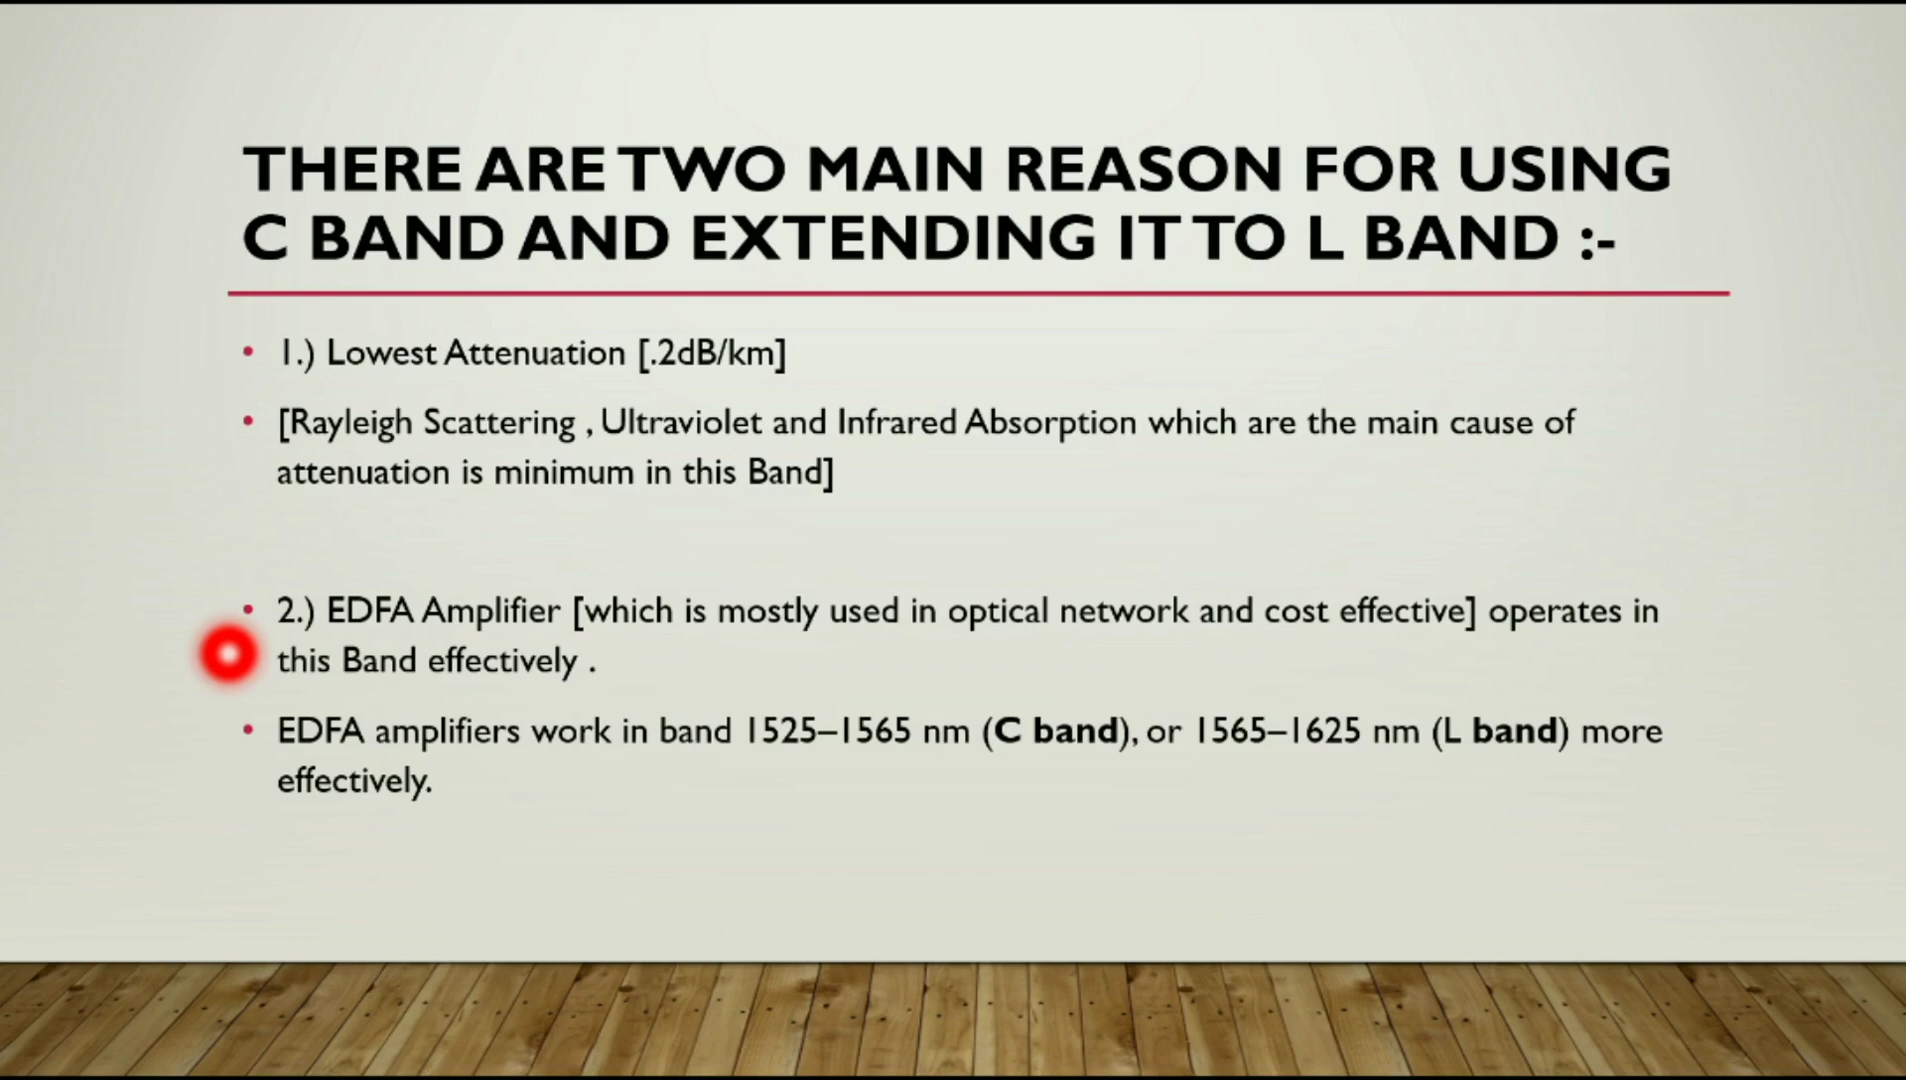 THERE ARE TWO MAIN REASON FOR USING
C BAND AND EXTENDING IT TO L BAND :-
• 1.) Lowest Attenuation [.2dB/km]
• [Rayleigh Scattering , Ultraviolet and Infrared Absorption which are the main cause of
attenuation is minimum in this Band]
• 2.) EDFA Amplifier [which is mostly used in optical network and cost effective] operates in
this Band effectively .
• EDFA amplifiers work in band 1525–1565 nm (C band), or 1565–1625 nm (L band) more
effectively.